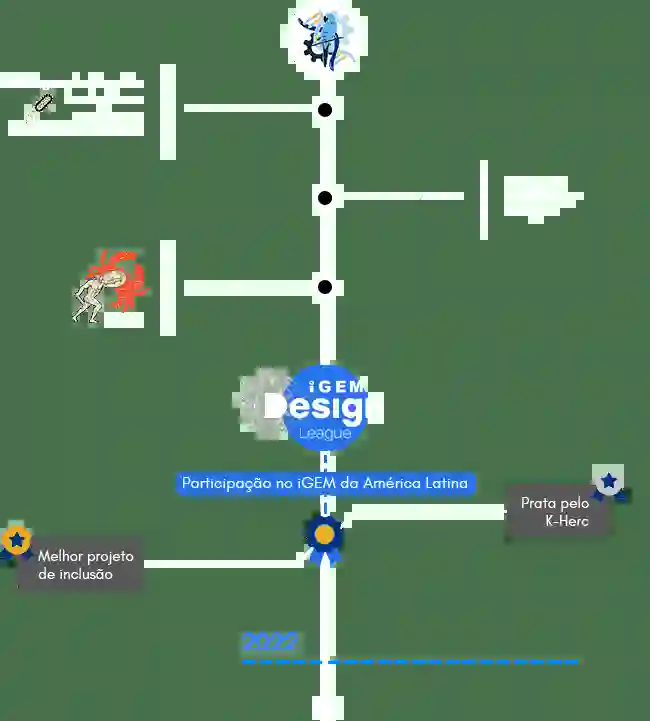 iGEM
Design
League
Participação no iGEM da América Latina
Prata pelo
K-Herc
Melhor projeto
de inclusão
2022